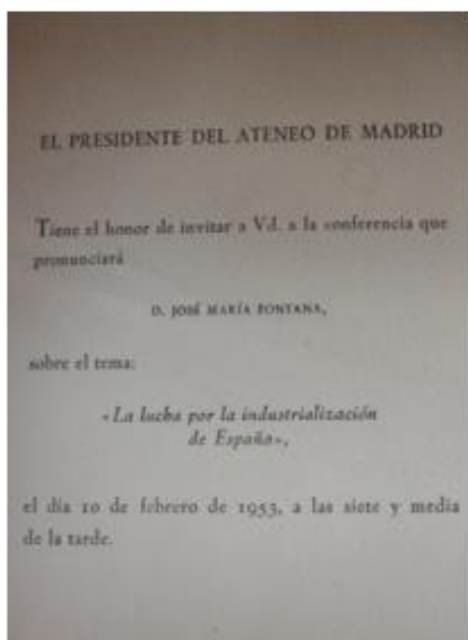 EL PRESIDENTE DEL ATENEO DE MADRID
Tiene el honor de invitar a Vd. a la conferencia que
pronunciará
D. JOSÉ MARÍA FONTANA,
sobre el tema:
«La lucha por la industrialización
de España»,
el día 10 de febrero de 1953, a las siete y media
de la tarde.